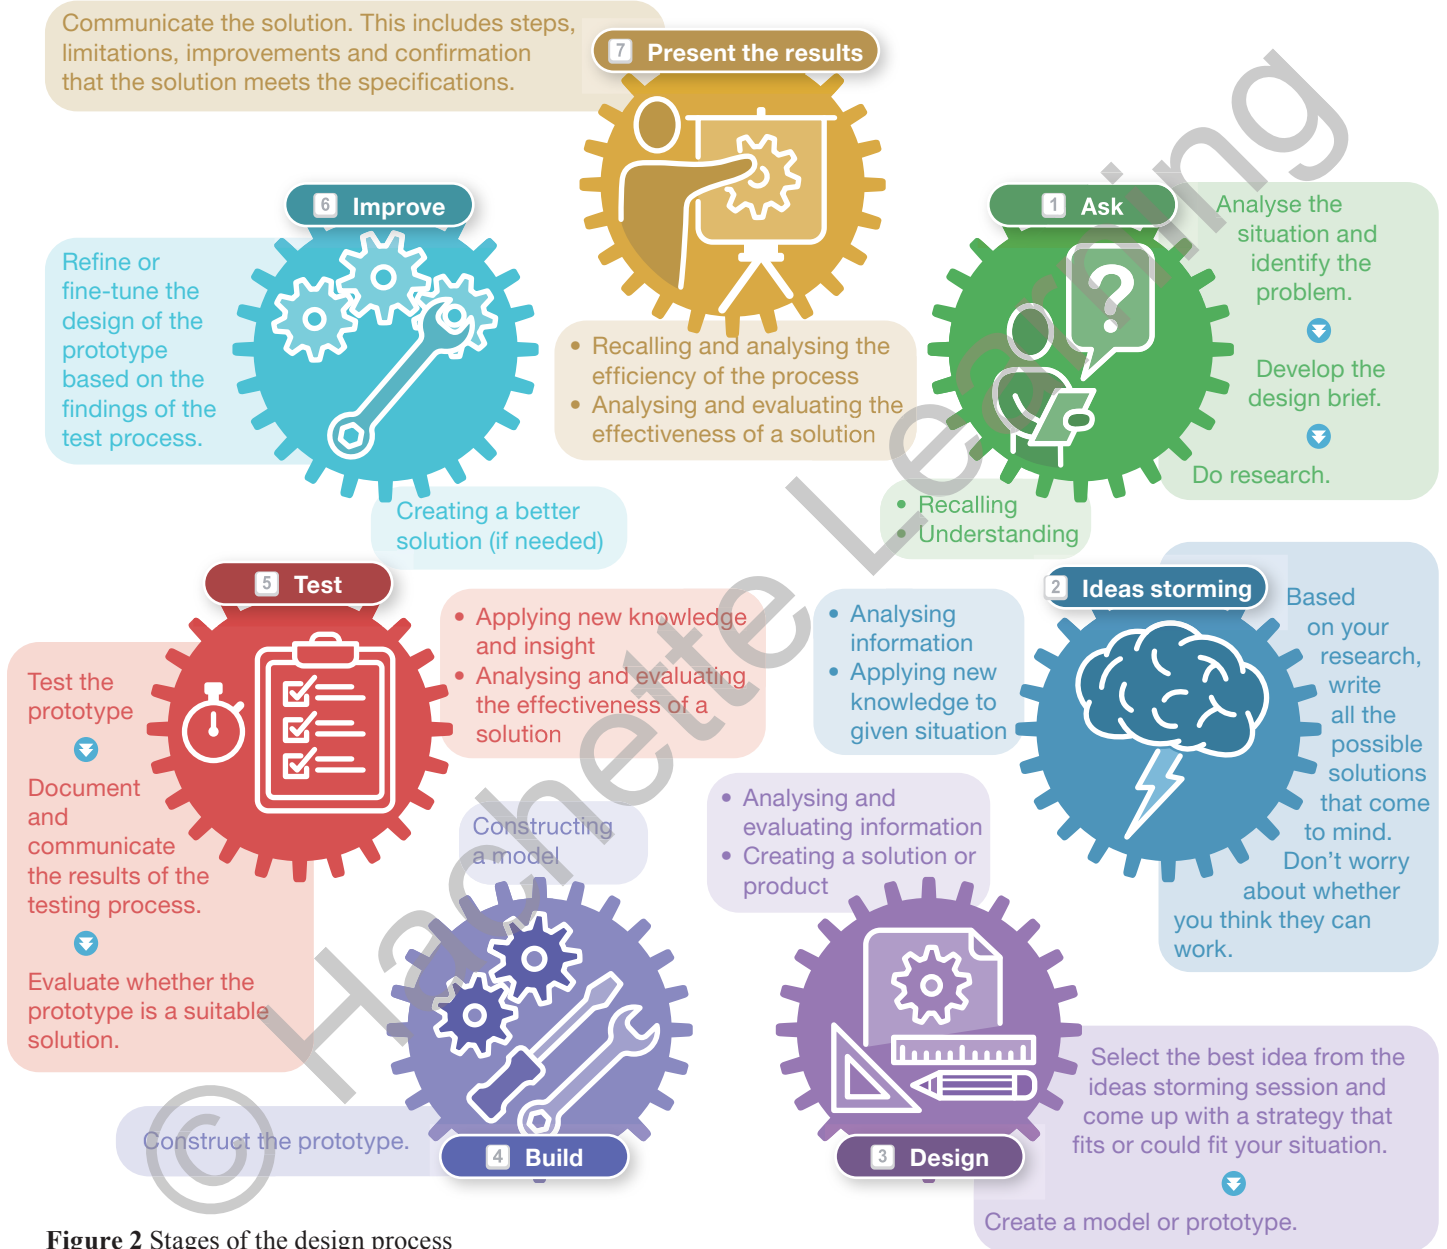 Communicate the solution. This includes steps,
limitations, improvements and confirmation
that the solution meets the specifications.
7 Present the results
• Recalling and analysing the
efficiency of the process
• Analysing and evaluating the
effectiveness of a solution
1 Ask
Analyse the
situation and
identify the
problem.
Develop the
design brief.
Do research.
• Recalling
• Understanding
2 Ideas storming
Based
on your
research,
write
all the
possible
solutions
that come
to mind.
Don't worry
about whether
you think they can
work.
• Analysing
information
• Applying new
knowledge to
given situation
• Analysing and
evaluating information
• Creating a solution or
product
3 Design
Select the best idea from the
ideas storming session and
come up with a strategy that
fits or could fit your situation.
Create a model or prototype.
Constructing
a model
4 Build
Construct the prototype.
5 Test
Test the
prototype
Document
and
communicate
the results of the
testing process.
Evaluate whether the
prototype is a suitable
solution.
• Applying new knowledge
and insight
• Analysing and evaluating
the effectiveness of a
solution
6 Improve
Refine or
fine-tune the
design of the
prototype
based on the
findings of the
test process.
Creating a better
solution (if needed)
?
© Hachette Learning
Figure 2 Stages of the design process